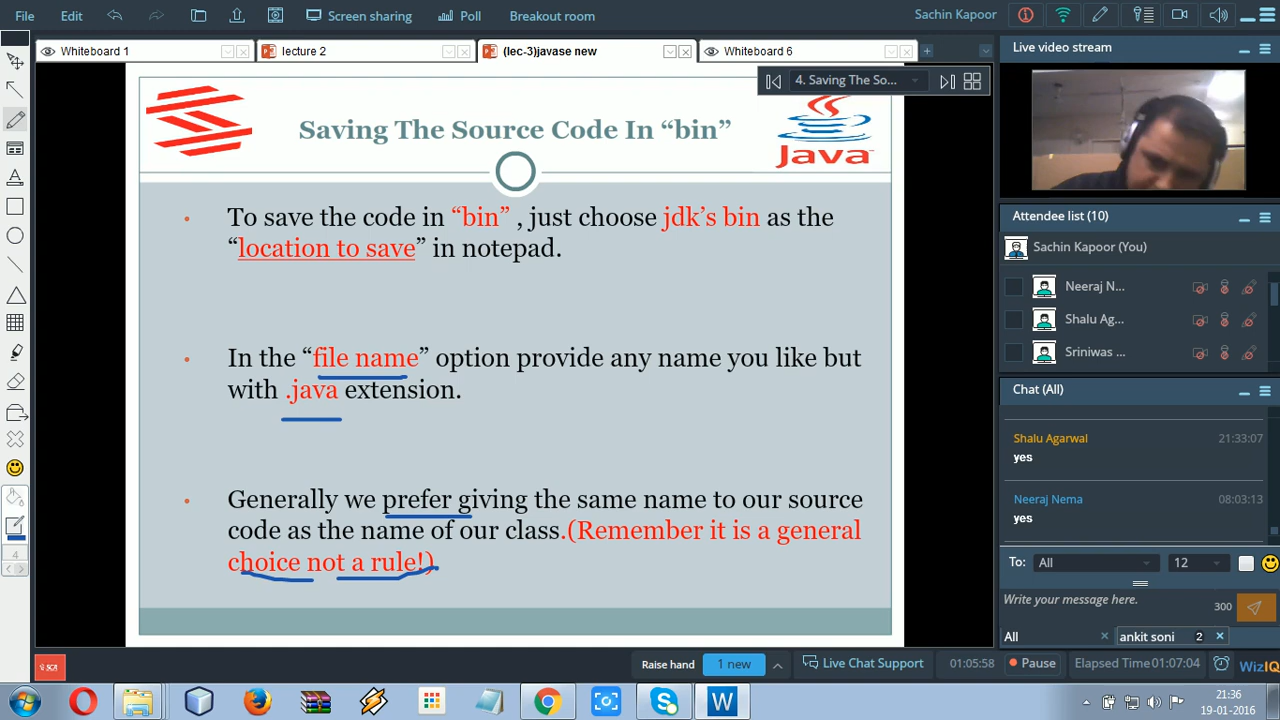 File Edit Screen sharing Poll Breakout room Sachin Kapoor
Whiteboard 1 lecture 2 (lec-3)javase new Whiteboard 6
4. Saving The So...
Saving The Source Code In “bin”
Java
• To save the code in “bin” , just choose jdk’s bin as the
“location to save” in notepad.
• In the “file name” option provide any name you like but
with .java extension.
• Generally we prefer giving the same name to our source
code as the name of our class.(Remember it is a general
choice not a rule!)
Live video stream
Attendee list (10)
Sachin Kapoor (You)
Neeraj N...
Shalu Ag...
Sriniwas ...
Chat (All)
Shalu Agarwal 21:33:07
yes
Neeraj Nema 08:03:13
yes
To: All 12
Write your message here. 300
All ankit soni 2
4
SCA
Raise hand 1 new Live Chat Support 01:05:58 Pause Elapsed Time 01:07:04 WizIQ
W
21:36
19-01-2016